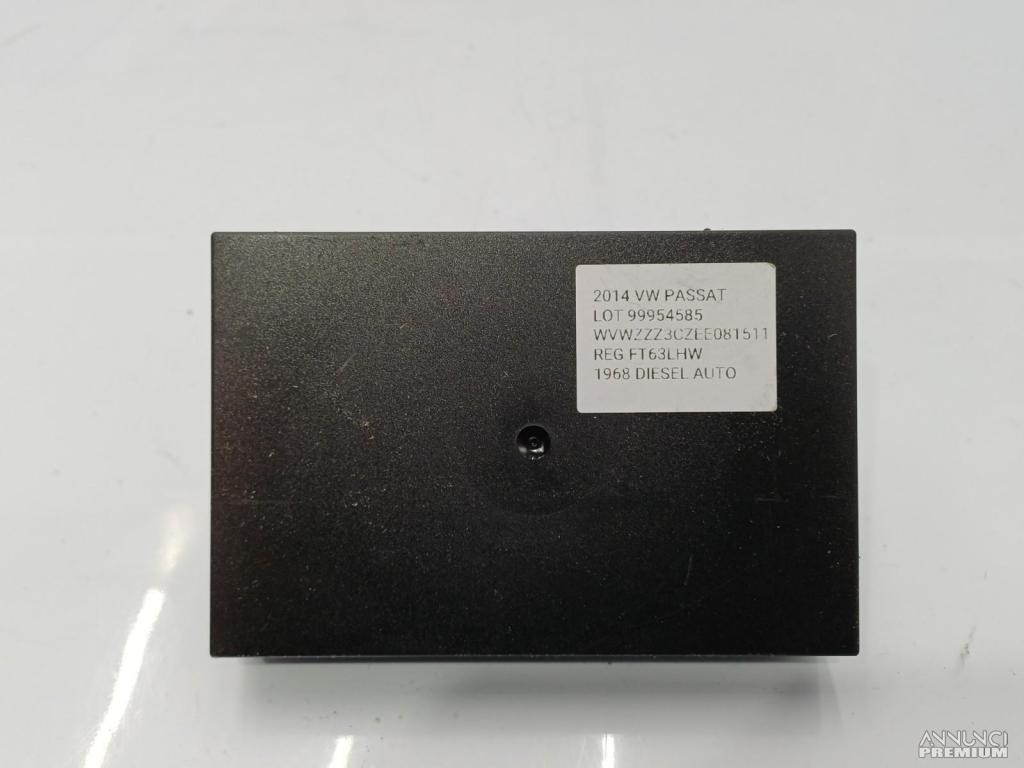 2014 VW PASSAT
LOT 99954585
WVWZZZ3CZEE081511
REG FT63LHW
1968 DIESEL AUTO
ANNUNCI
PREMIUM